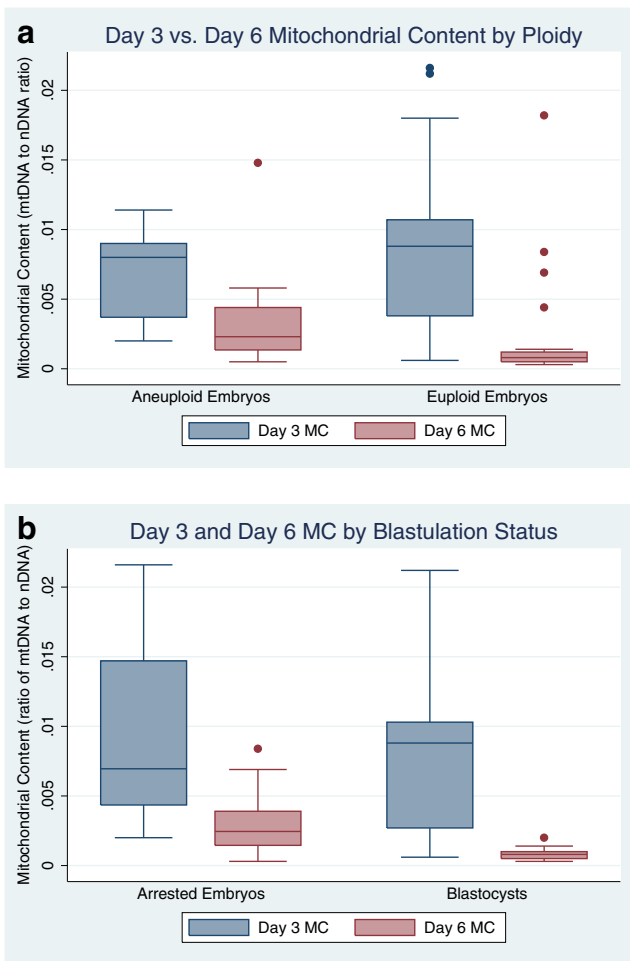 a
Day 3 vs. Day 6 Mitochondrial Content by Ploidy
Mitochondrial Content (mtDNA to nDNA ratio)
.02
.015
.01
.005
0
Aneuploid Embryos
Euploid Embryos
Day 3 MC
Day 6 MC
b
Day 3 and Day 6 MC by Blastulation Status
Mitochondrial Content (ratio of mtDNA to nDNA)
.02
.015
.01
.005
0
Arrested Embryos
Blastocysts
Day 3 MC
Day 6 MC